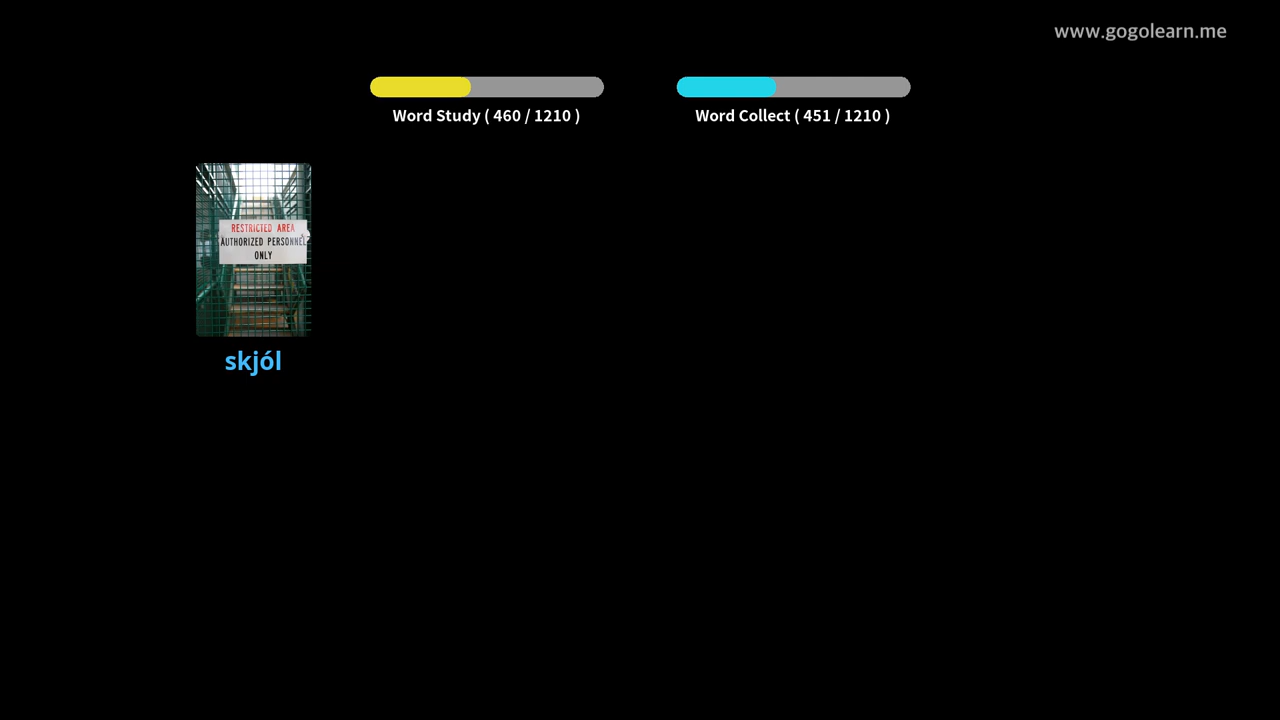 www.gogolearn.me
Word Study ( 460 / 1210 )
Word Collect ( 451 / 1210 )
RESTRICTED AREA
AUTHORIZED PERSONNEL
ONLY
skjól